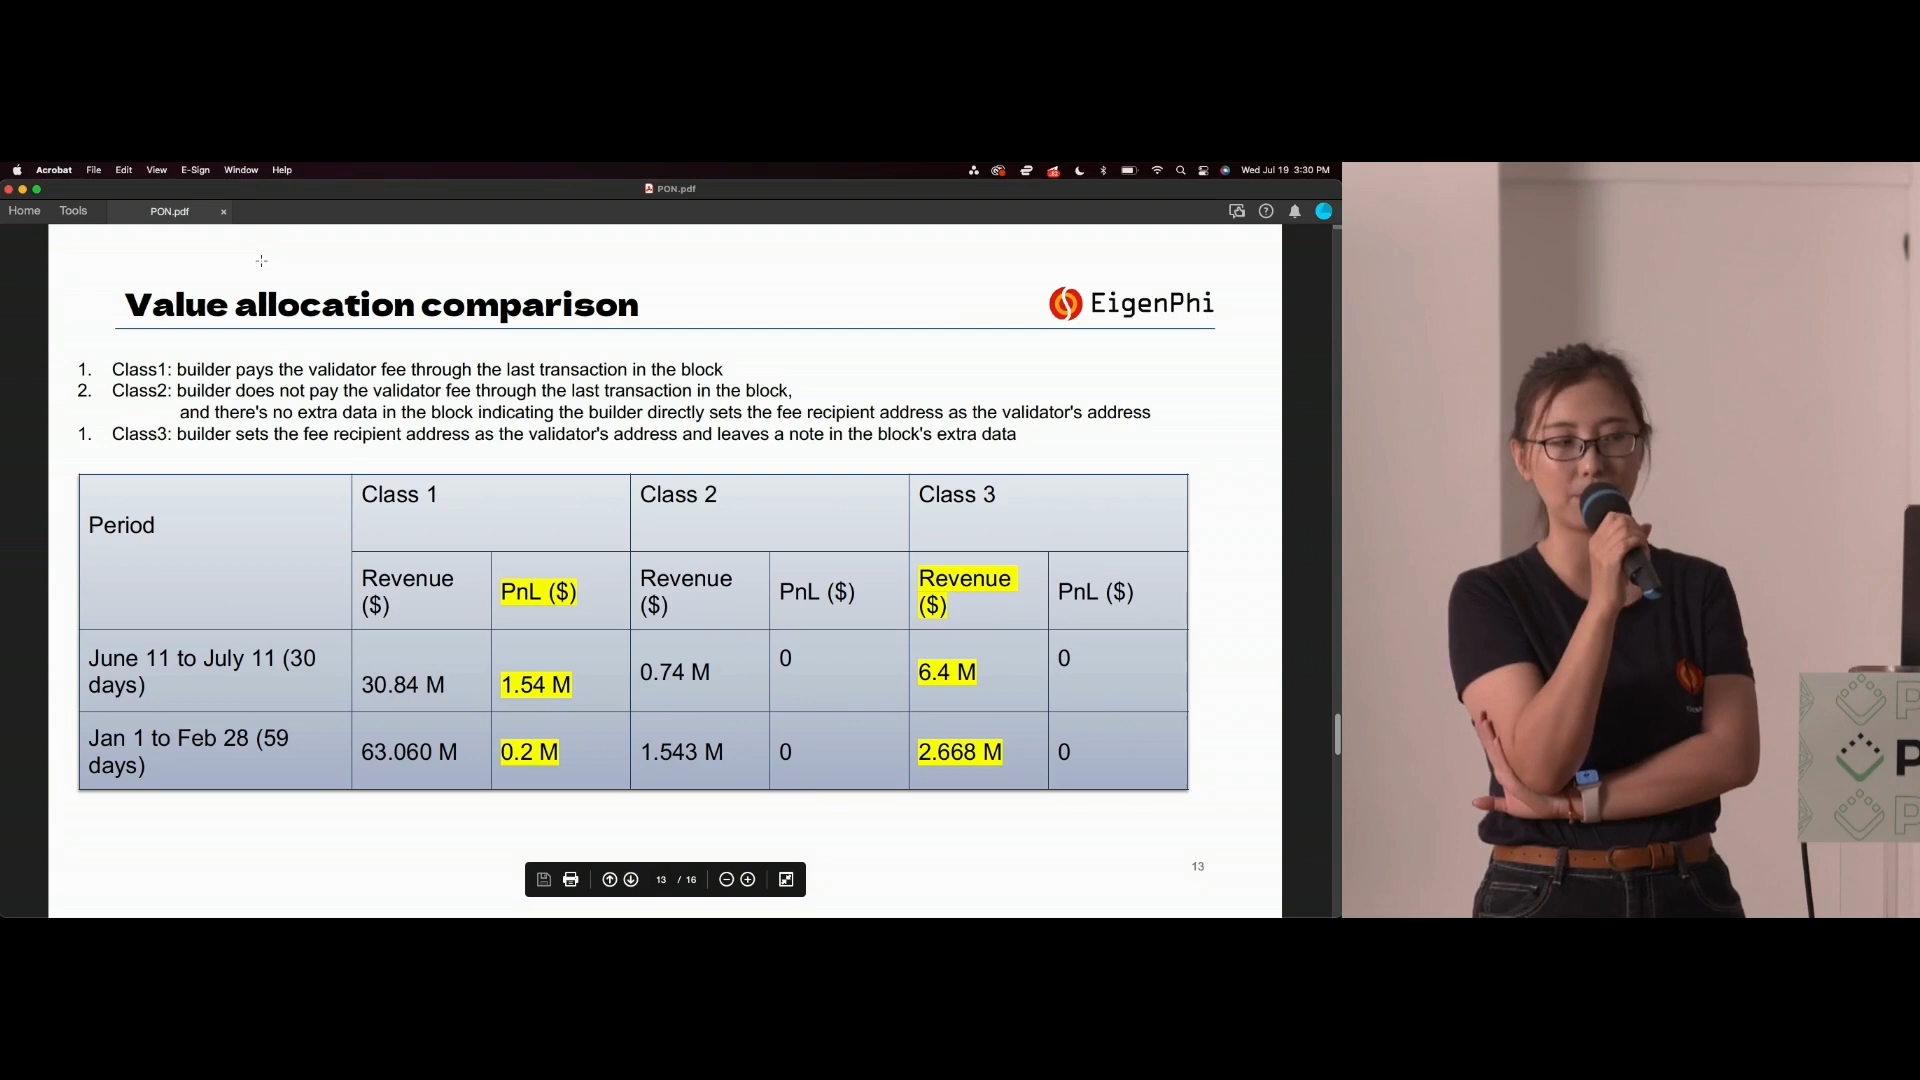 Acrobat File Edit View E-Sign Window Help
Wed Jul 19 3:30 PM
PON.pdf
Home Tools PON.pdf ×
Value allocation comparison
EigenPhi
1. Class1: builder pays the validator fee through the last transaction in the block
2. Class2: builder does not pay the validator fee through the last transaction in the block,
and there's no extra data in the block indicating the builder directly sets the fee recipient address as the validator's address
1. Class3: builder sets the fee recipient address as the validator's address and leaves a note in the block's extra data
Period
Class 1 Class 2 Class 3
Revenue ($) PnL ($) Revenue ($) PnL ($) Revenue ($) PnL ($)
June 11 to July 11 (30 days) 30.84 M 1.54 M 0.74 M 0 6.4 M 0
Jan 1 to Feb 28 (59 days) 63.060 M 0.2 M 1.543 M 0 2.668 M 0
13
13 / 16
P
P
P